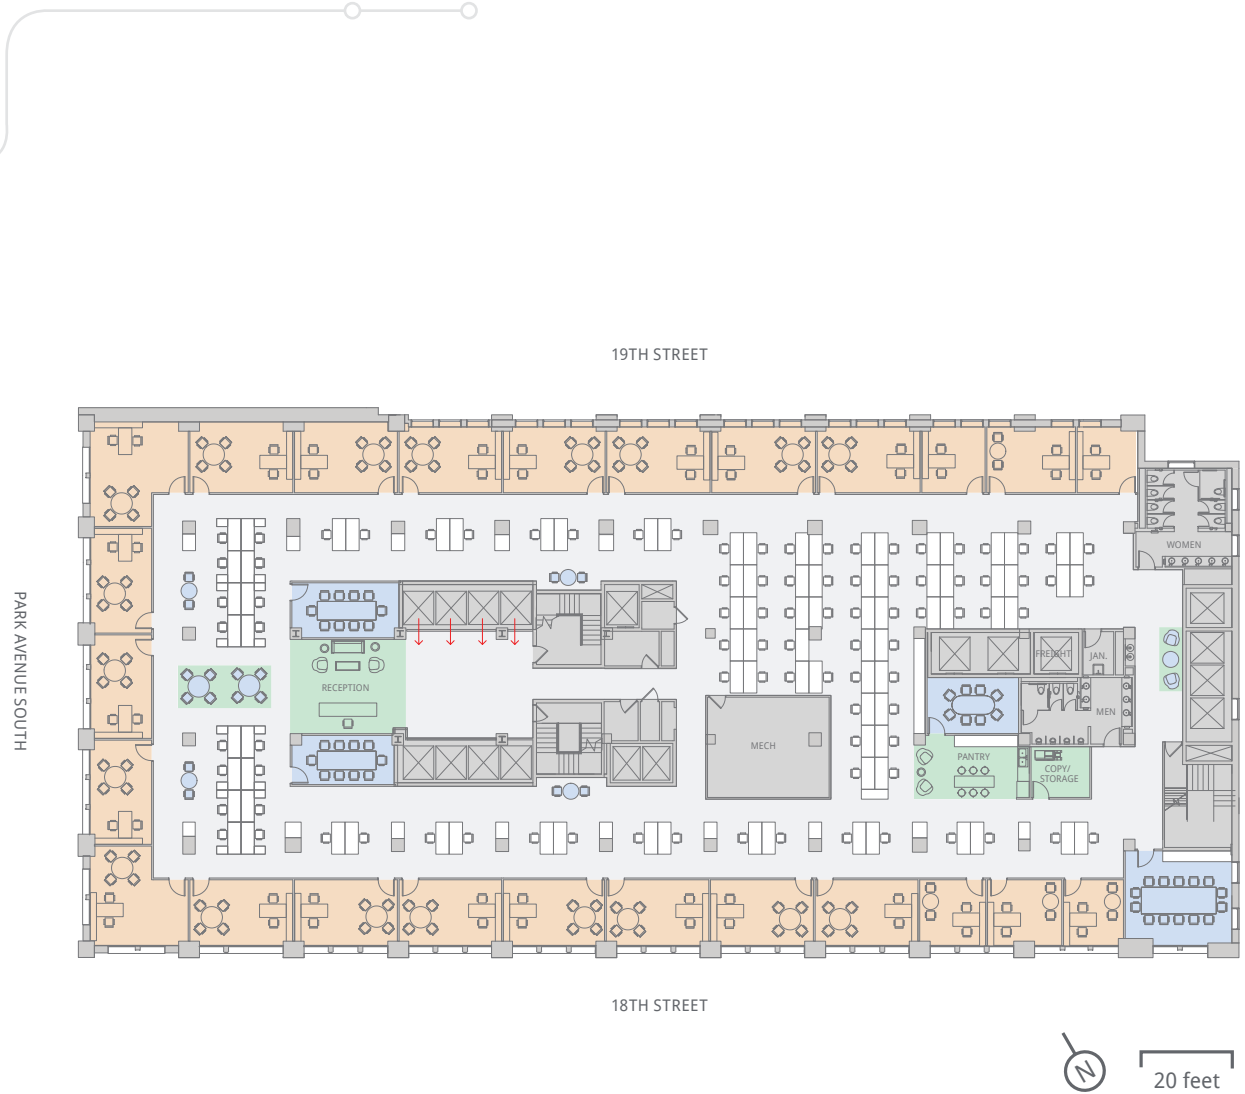 19TH STREET
PARK AVENUE SOUTH
WOMEN
FREIGHT
JAN.
RECEPTION
MEN
MECH
PANTRY
COPY/
STORAGE
18TH STREET
N
20 feet